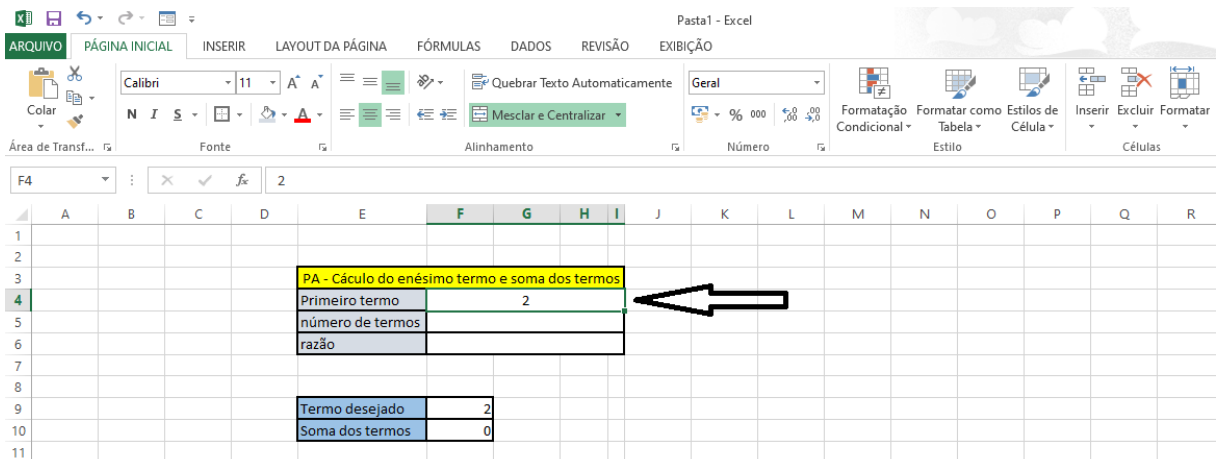 Pasta1 - Excel
ARQUIVO PÁGINA INICIAL INSERIR LAYOUT DA PÁGINA FÓRMULAS DADOS REVISÃO EXIBIÇÃO
Colar
Calibri 11 A A
N I S A
Quebrar Texto Automaticamente
Mesclar e Centralizar
Geral
% 000 ,0 ,00 ,00 ,0
Formatação Condicional
Formatar como Tabela
Estilos de Célula
Inserir Excluir Formatar
Área de Transf... Fonte Alinhamento Número Estilo Células
F4 fx 2
A B C D E F G H I J K L M N O P Q R
1
2
3 PA - Cáculo do enésimo termo e soma dos termos
4 Primeiro termo 2
5 número de termos
6 razão
7
8
9 Termo desejado 2
10 Soma dos termos 0
11